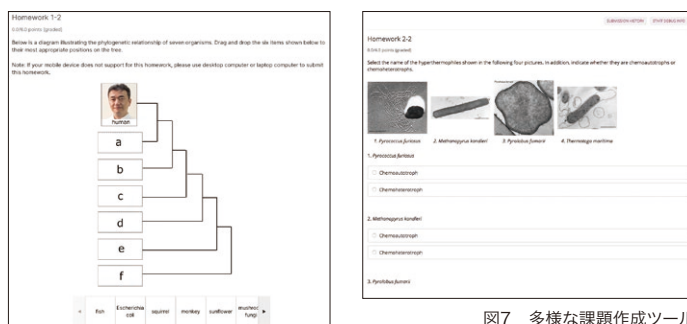 Homework 1-2
0.0/6.0 points (graded)
Below is a diagram illustrating the phylogenetic relationship of seven organisms. Drag and drop the six items shown below to
their most appropriate positions on the tree.
Note: If your mobile device does not support for this homework, please use desktop computer or laptop computer to submit
this homework.
human
a
b
c
d
e
f
fish
Escherichia
coli
squirrel
monkey
sunflower
fungi
SUBMISSION HISTORY
STAFF DEBUG INFO
Homework 2-2
points (graded)
Select the name of the hyperthermophiles shown in the following four pictures. In addition, indicate whether they are chemoautotrophs or
chemoheterotrophs.
1. Pyrococcus furiosus
2. Methanopyrus kandleri
3. Pyrolobus fumarii
4. Thermotoga maritima
1. Pyrococcus furiosus
Chemoautotroph
Chemoheterotroph
2. Methanopyrus kandleri
Chemoautotroph
Chemoheterotroph
3. Pyrolobus fumarii
図7 多様な課題作成ツール